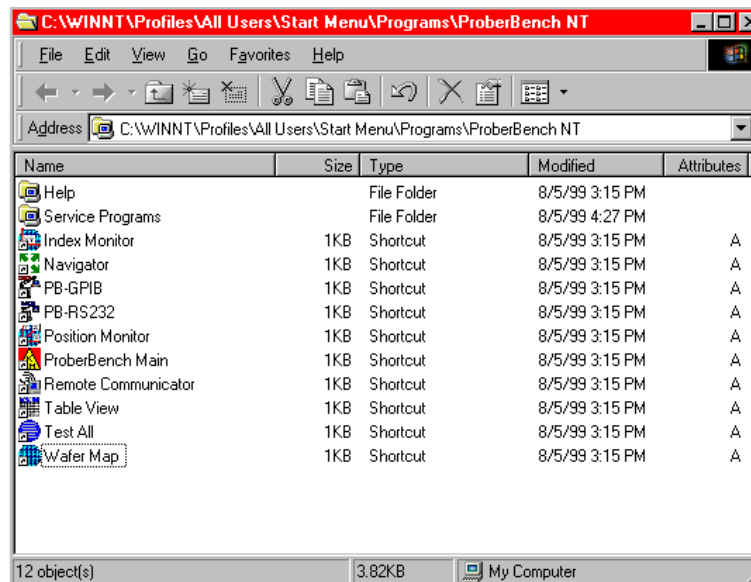 C:\WINNT\Profiles\All Users\Start Menu\Programs\ProberBench NT
File Edit View Go Favorites Help
Address C:\WINNT\Profiles\All Users\Start Menu\Programs\ProberBench NT
Name Size Type Modified Attributes
Help File Folder 8/5/99 3:15 PM
Service Programs File Folder 8/5/99 4:27 PM
Index Monitor 1KB Shortcut 8/5/99 3:15 PM A
Navigator 1KB Shortcut 8/5/99 3:15 PM A
PB-GPIB 1KB Shortcut 8/5/99 3:15 PM A
PB-RS232 1KB Shortcut 8/5/99 3:15 PM A
Position Monitor 1KB Shortcut 8/5/99 3:15 PM A
ProberBench Main 1KB Shortcut 8/5/99 3:15 PM A
Remote Communicator 1KB Shortcut 8/5/99 3:15 PM A
Table View 1KB Shortcut 8/5/99 3:15 PM A
Test All 1KB Shortcut 8/5/99 3:15 PM A
Wafer Map 1KB Shortcut 8/5/99 3:15 PM A
12 object(s) 3.82KB My Computer